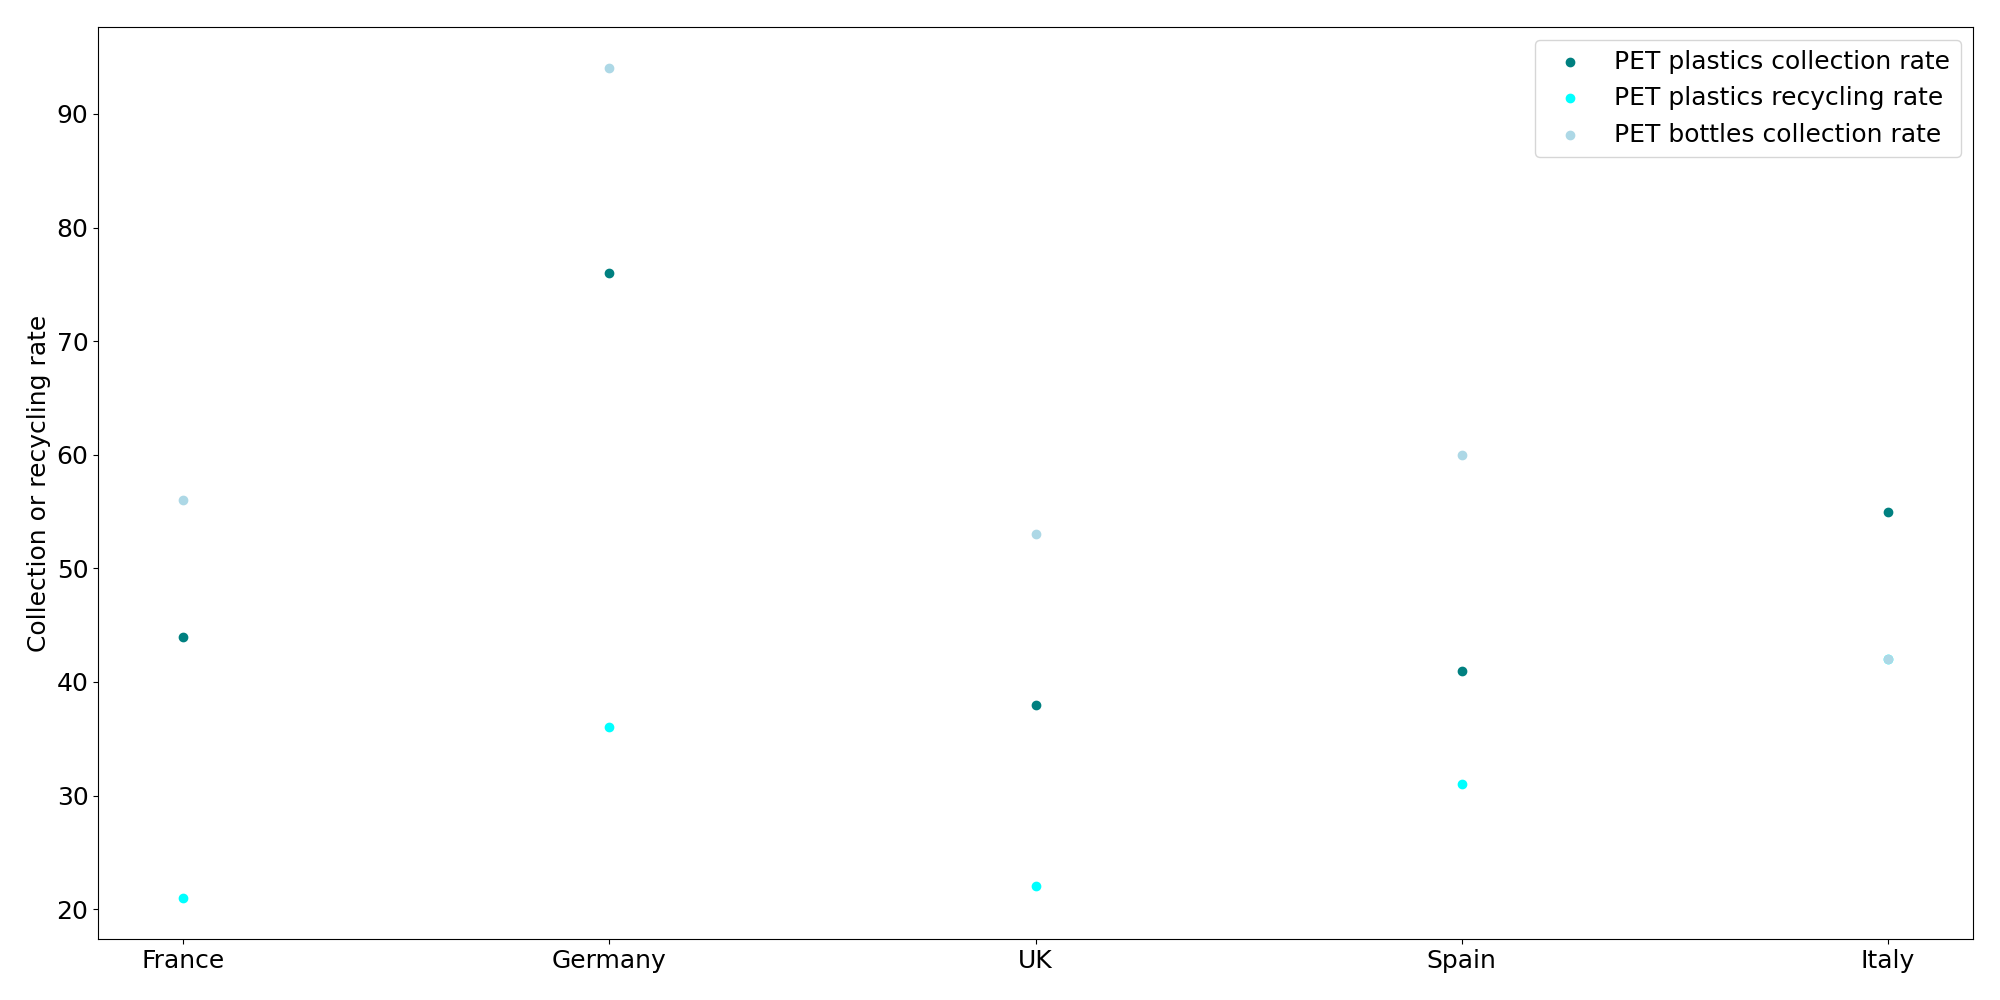 PET plastics collection rate
PET plastics recycling rate
PET bottles collection rate
Collection or recycling rate
90
80
70
60
50
40
30
20
France
Germany
UK
Spain
Italy